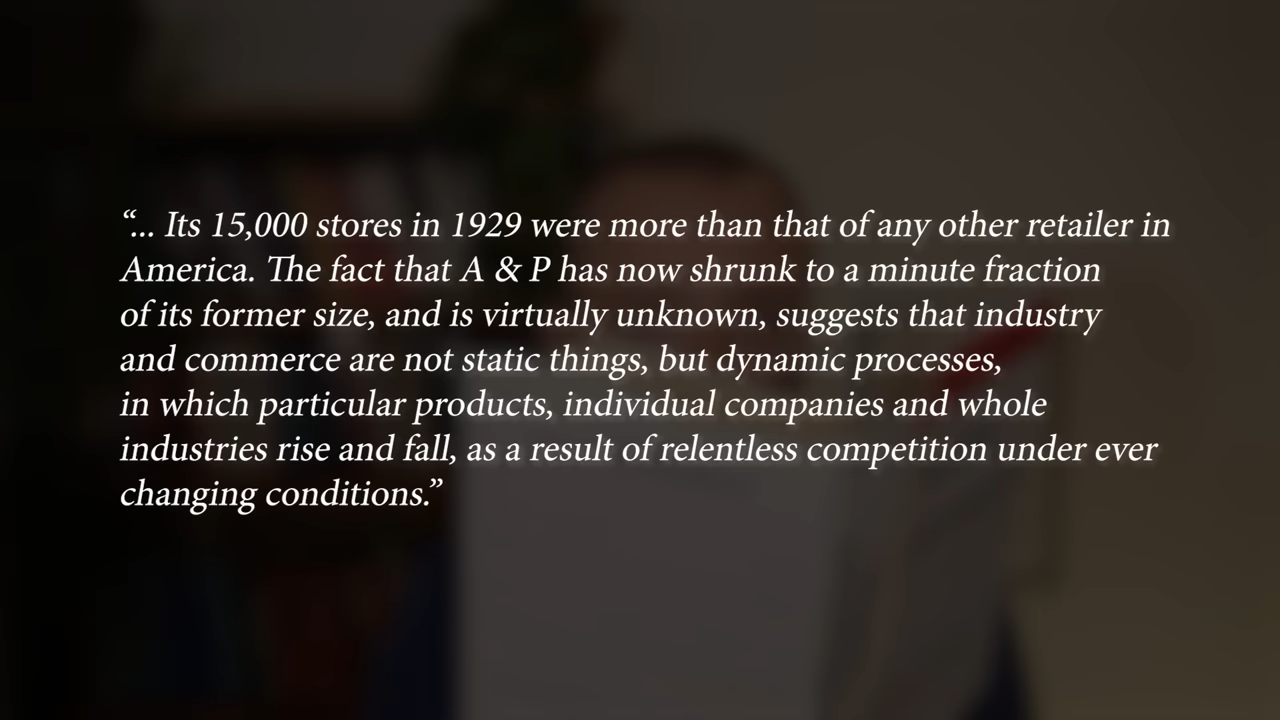 “... Its 15,000 stores in 1929 were more than that of any other retailer in
America. The fact that A & P has now shrunk to a minute fraction
of its former size, and is virtually unknown, suggests that industry
and commerce are not static things, but dynamic processes,
in which particular products, individual companies and whole
industries rise and fall, as a result of relentless competition under ever
changing conditions.”